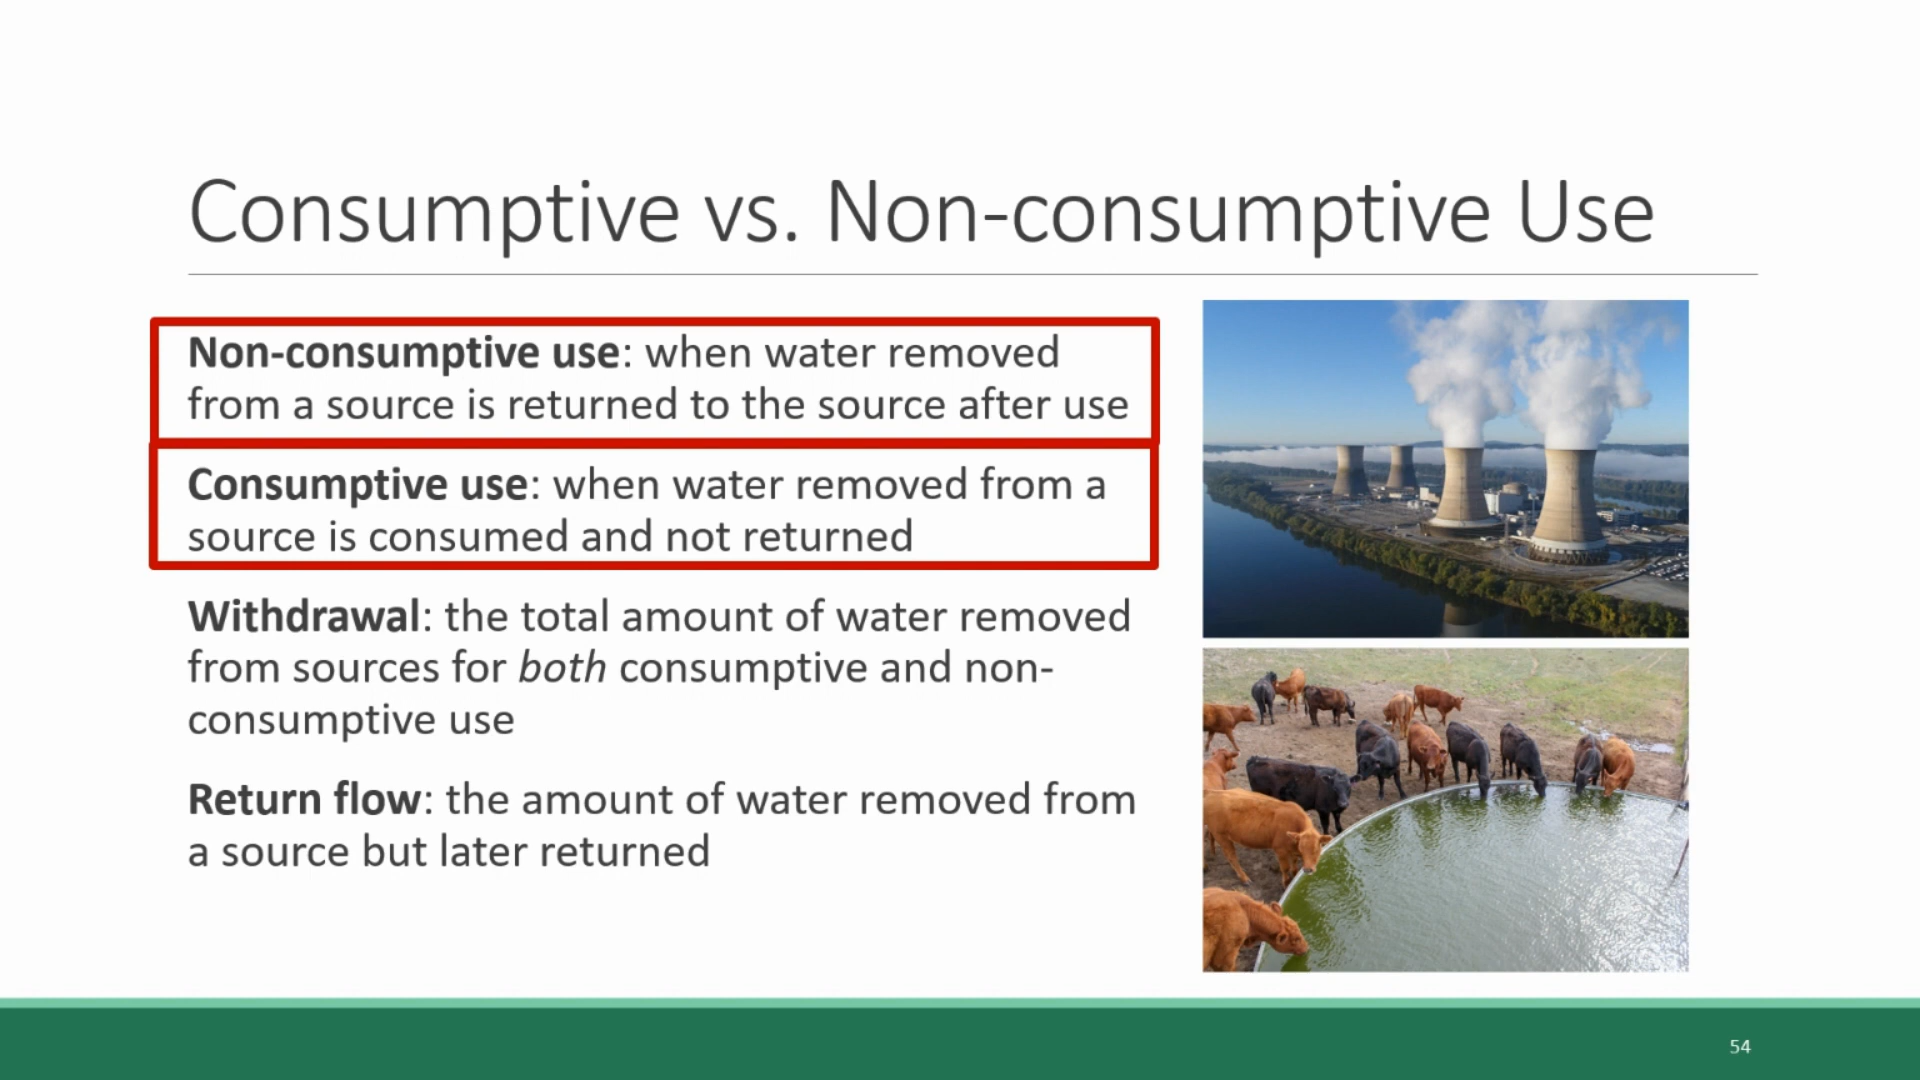 Consumptive vs. Non-consumptive Use
Non-consumptive use: when water removed
from a source is returned to the source after use
Consumptive use: when water removed from a
source is consumed and not returned
Withdrawal: the total amount of water removed
from sources for both consumptive and non-
consumptive use
Return flow: the amount of water removed from
a source but later returned
54